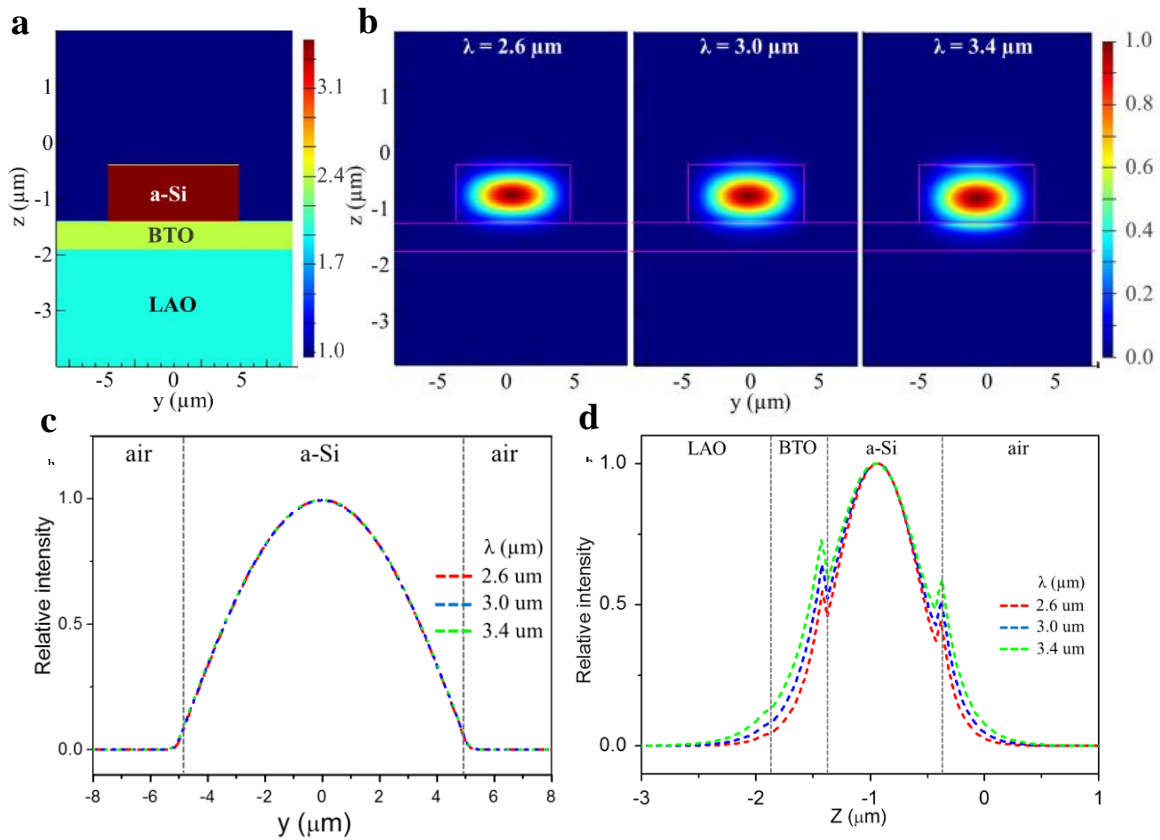 a
z (µm)
1
0
-1
-2
-3
a-Si
BTO
LAO
-5
0
5
y (µm)
3.1
2.4
1.7
1.0
b
λ = 2.6 µm
λ = 3.0 µm
λ = 3.4 µm
z (µm)
1
0
-1
-2
-3
-5 0 5
-5 0 5
-5 0 5
y (µm)
1.0
0.8
0.6
0.4
0.2
0.0
c
air a-Si air
Relative intensity
1.0
0.5
0.0
λ (µm)
2.6 um
3.0 um
3.4 um
-8 -6 -4 -2 0 2 4 6 8
y (µm)
d
LAO BTO a-Si air
Relative intensity
1.0
0.5
0.0
λ (µm)
2.6 um
3.0 um
3.4 um
-3 -2 -1 0 1
Z (µm)